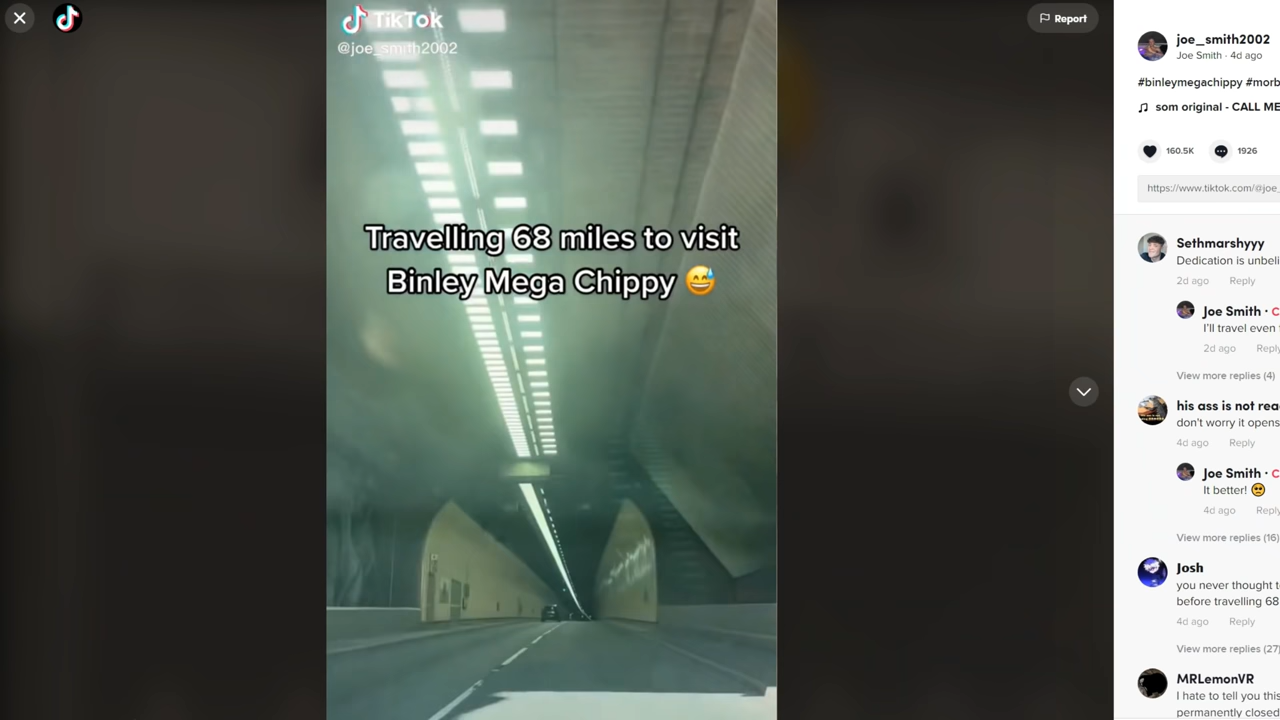 TikTok
@joe_smith2002
Travelling 68 miles to visit
Binley Mega Chippy 😅
Report
joe_smith2002
Joe Smith · 4d ago
#binleymegachippy #morb
som original - CALL ME
160.5K
1926
https://www.tiktok.com/@joe_
Sethmarshyyy
Dedication is unbeli
2d ago Reply
Joe Smith · C
I'll travel even
2d ago Reply
View more replies (4)
his ass is not rea
don't worry it opens
4d ago Reply
Joe Smith · C
It better! 🥺
4d ago Reply
View more replies (16)
Josh
you never thought t
before travelling 68
4d ago Reply
View more replies (27)
MRLemonVR
I hate to tell you this
permanently closed